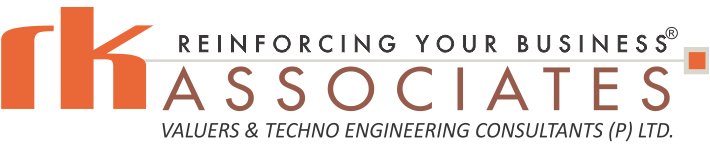 rk
REINFORCING YOUR BUSINESS®
ASSOCIATES
VALUERS & TECHNO ENGINEERING CONSULTANTS (P) LTD.